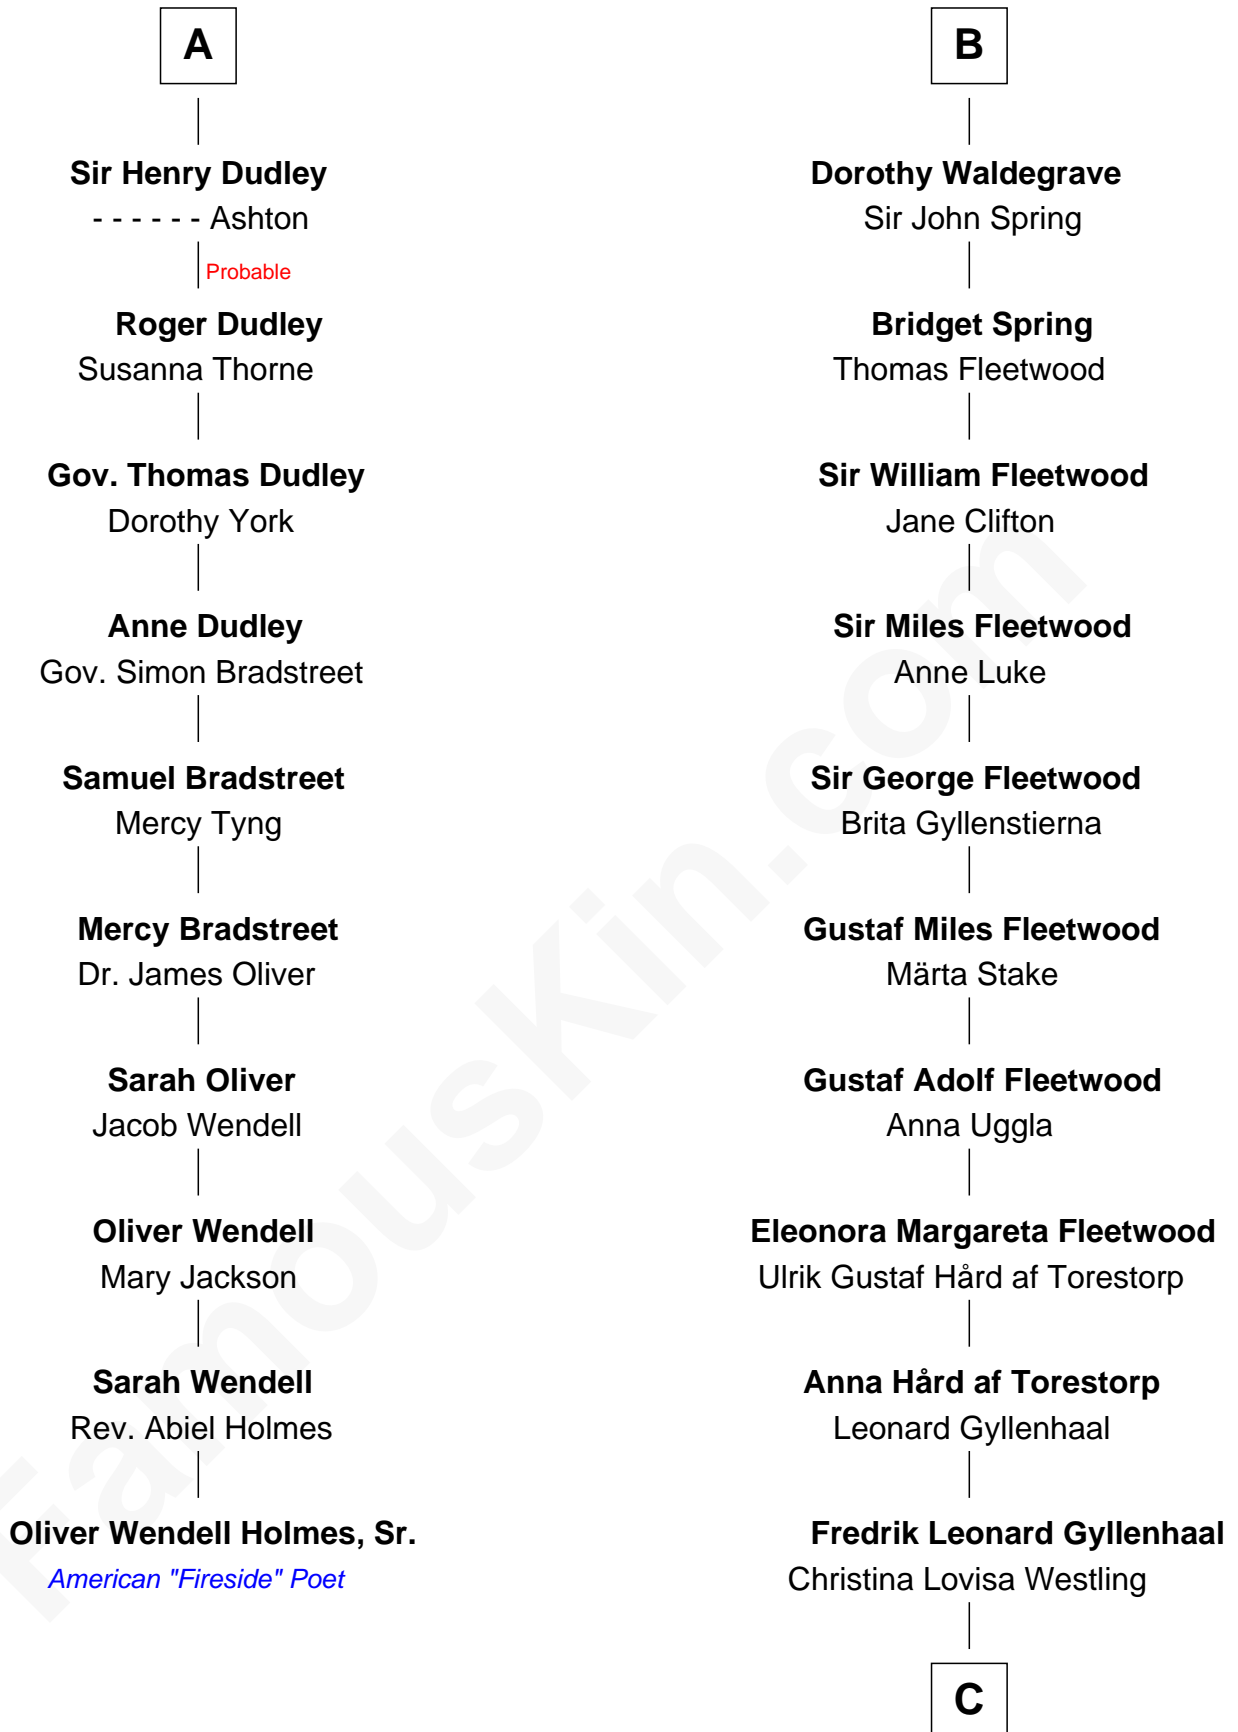 A
Sir Henry Dudley
- - - - - - Ashton
Probable
Roger Dudley
Susanna Thorne
Gov. Thomas Dudley
Dorothy York
Anne Dudley
Gov. Simon Bradstreet
Samuel Bradstreet
Mercy Tyng
Mercy Bradstreet
Dr. James Oliver
Sarah Oliver
Jacob Wendell
Oliver Wendell
Mary Jackson
Sarah Wendell
Rev. Abiel Holmes
Oliver Wendell Holmes, Sr.
American "Fireside" Poet
B
Dorothy Waldegrave
Sir John Spring
Bridget Spring
Thomas Fleetwood
Sir William Fleetwood
Jane Clifton
Sir Miles Fleetwood
Anne Luke
Sir George Fleetwood
Brita Gyllenstierna
Gustaf Miles Fleetwood
Märta Stake
Gustaf Adolf Fleetwood
Anna Uggla
Eleonora Margareta Fleetwood
Ulrik Gustaf Hård af Torestorp
Anna Hård af Torestorp
Leonard Gyllenhaal
Fredrik Leonard Gyllenhaal
Christina Lovisa Westling
C
FamousKin.com